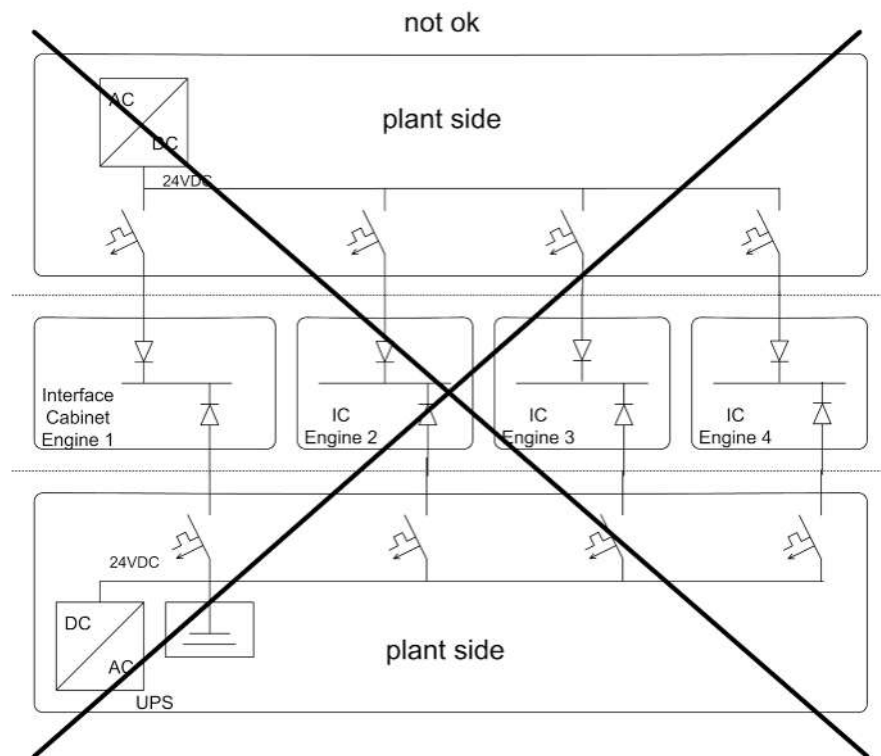 not ok
AC
DC
plant side
24VDC
Interface
Cabinet
Engine 1
IC
Engine 2
IC
Engine 3
IC
Engine 4
24VDC
DC
AC
UPS
plant side